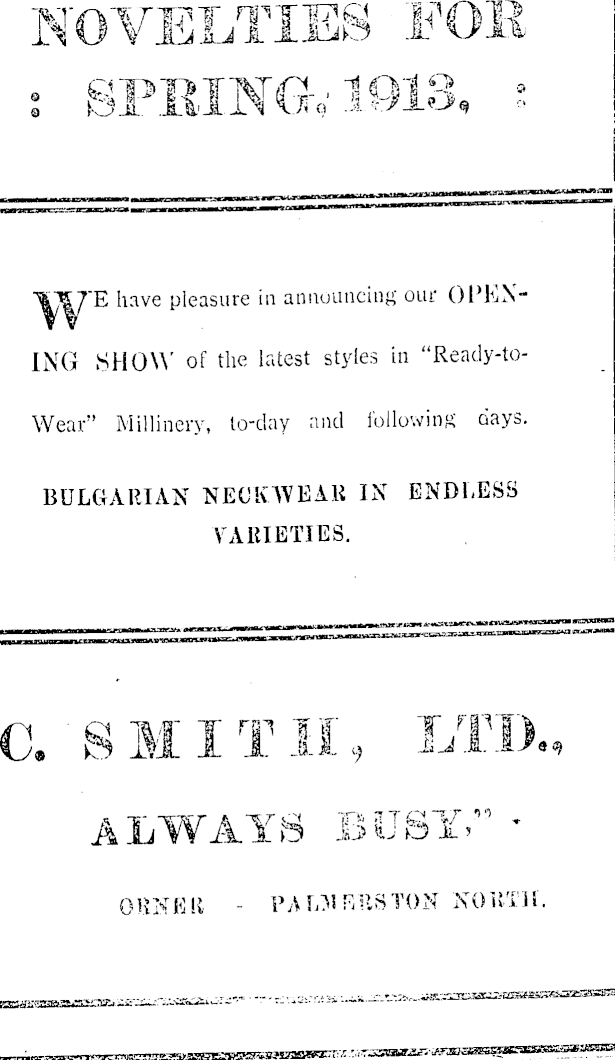 NOVELTIES FOR
: SPRING, 1913. :
WE have pleasure in announcing our OPEN-
ING SHOW of the latest styles in "Ready-to-
Wear" Millinery, to-day and following days.
BULGARIAN NECKWEAR IN ENDLESS
VARIETIES.
C. SMITH, LTD.,
ALWAYS BUSY,"
ORNER - PALMERSTON NORTH.